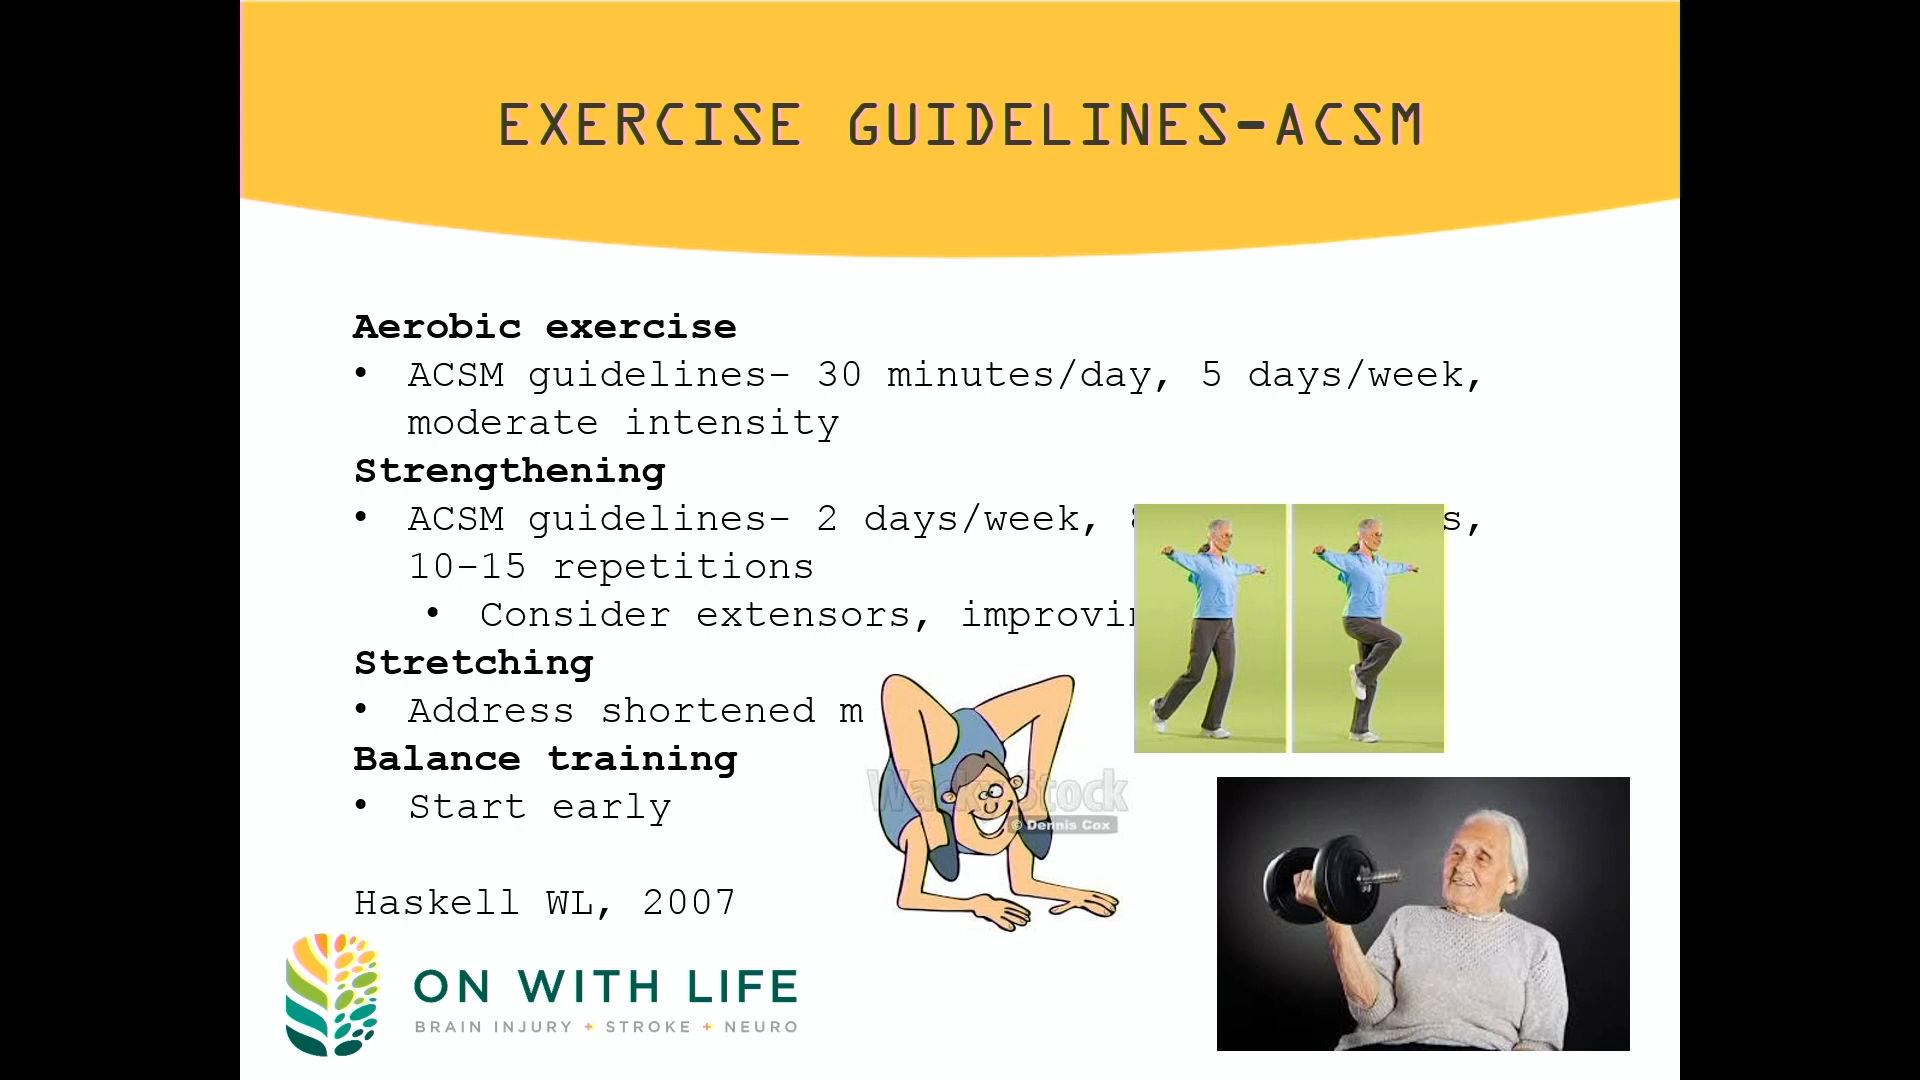 EXERCISE GUIDELINES-ACSM
Aerobic exercise
• ACSM guidelines- 30 minutes/day, 5 days/week,
moderate intensity
Strengthening
• ACSM guidelines- 2 days/week,
10-15 repetitions
• Consider extensors,
Stretching
• Address shortened
Balance training
• Start early
Haskell WL, 2007
© Dennis Cox
ON WITH LIFE
BRAIN INJURY + STROKE + NEURO